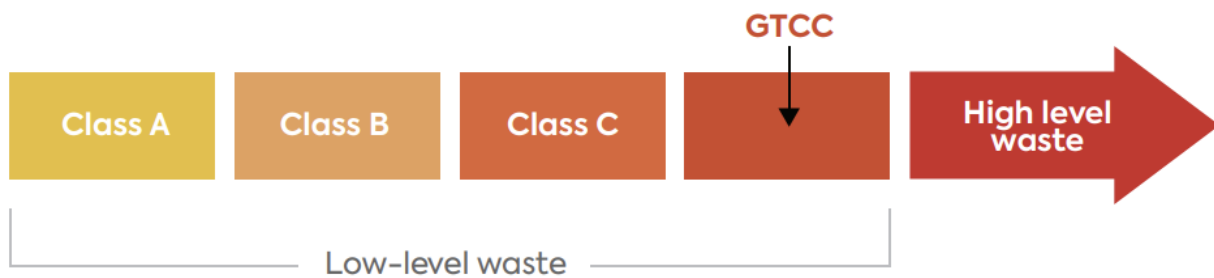 GTCC
Class A
Class B
Class C
High level
waste
Low-level waste